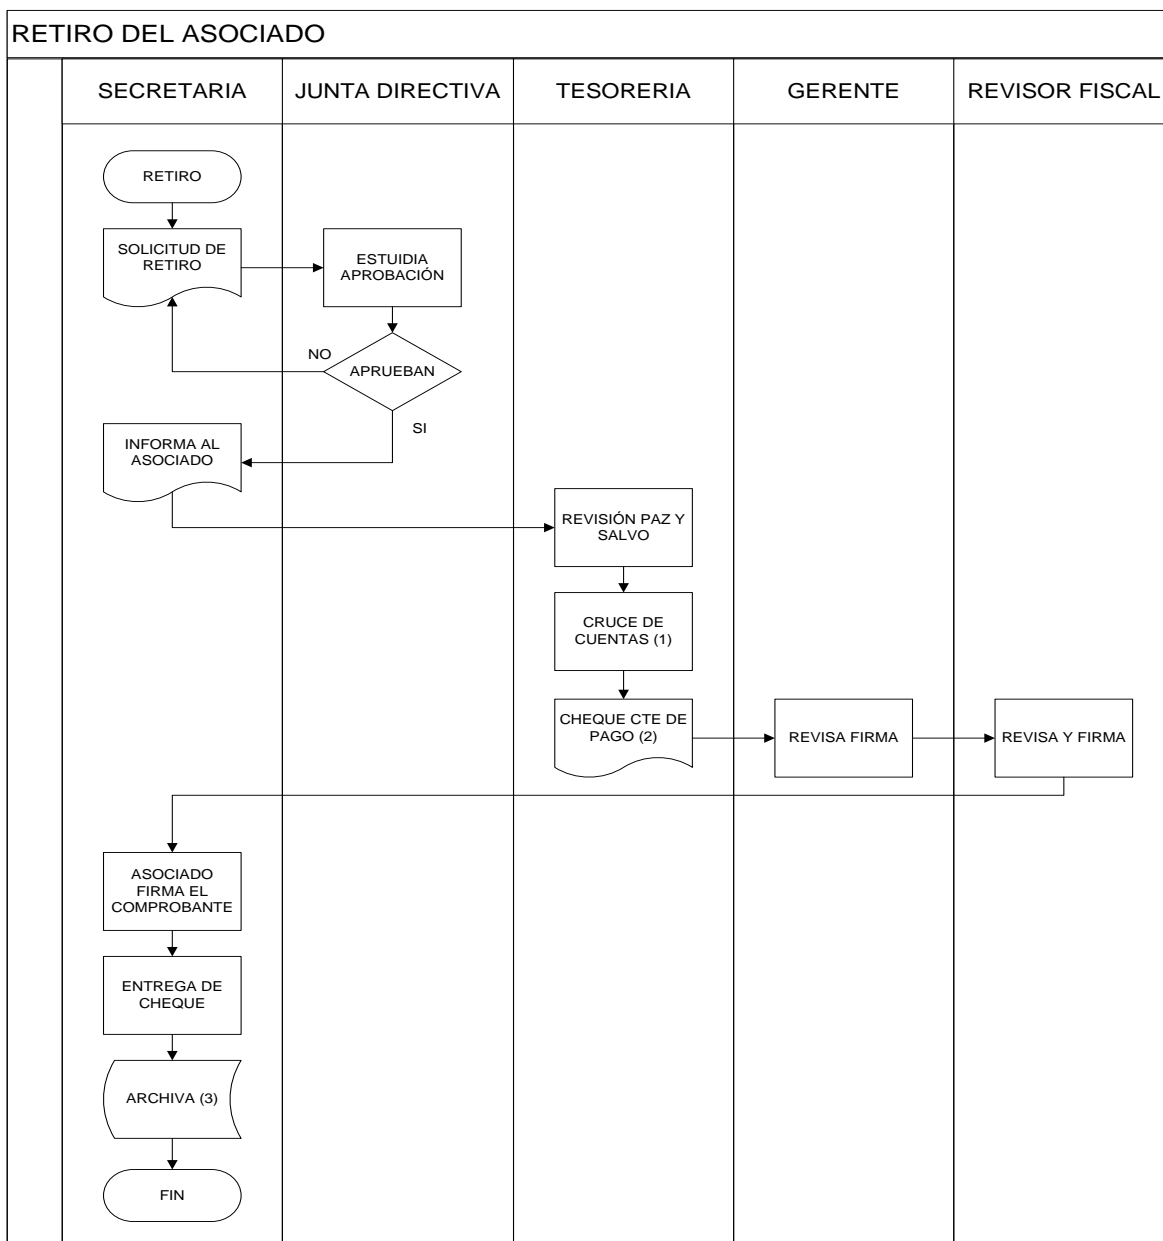 RETIRO DEL ASOCIADO
SECRETARIA
JUNTA DIRECTIVA
TESORERIA
GERENTE
REVISOR FISCAL
RETIRO
SOLICITUD DE
RETIRO
ESTUIDIA
APROBACIÓN
NO
APRUEBAN
SI
INFORMA AL
ASOCIADO
REVISIÓN PAZ Y
SALVO
CRUCE DE
CUENTAS (1)
CHEQUE CTE DE
PAGO (2)
REVISA FIRMA
REVISA Y FIRMA
ASOCIADO
FIRMA EL
COMPROBANTE
ENTREGA DE
CHEQUE
ARCHIVA (3)
FIN